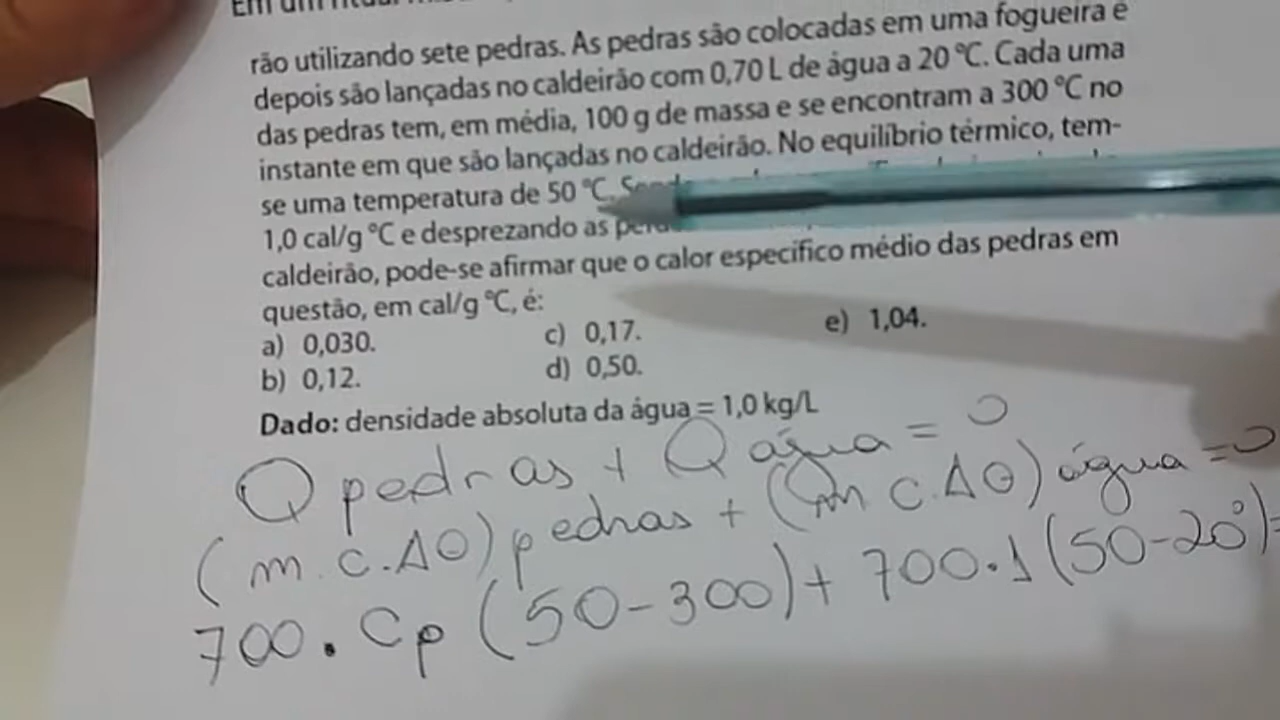 Em um ritual
rão utilizando sete pedras. As pedras são colocadas em uma fogueira e
depois são lançadas no caldeirão com 0,70 L de água a 20 °C. Cada uma
das pedras tem, em média, 100 g de massa e se encontram a 300 °C no
instante em que são lançadas no caldeirão. No equilíbrio térmico, tem-
se uma temperatura de 50 °C.
1,0 cal/g °C e desprezando as
caldeirão, pode-se afirmar que o calor específico médio das pedras em
questão, em cal/g °C, é:
a) 0,030. c) 0,17. e) 1,04.
b) 0,12. d) 0,50.
Dado: densidade absoluta da água = 1,0 kg/L
Q pedras + Q água = 0
(m.c.Δθ) pedras + (m c.Δθ) água = 0
700. Cp (50-300) + 700.1 (50-20°) =